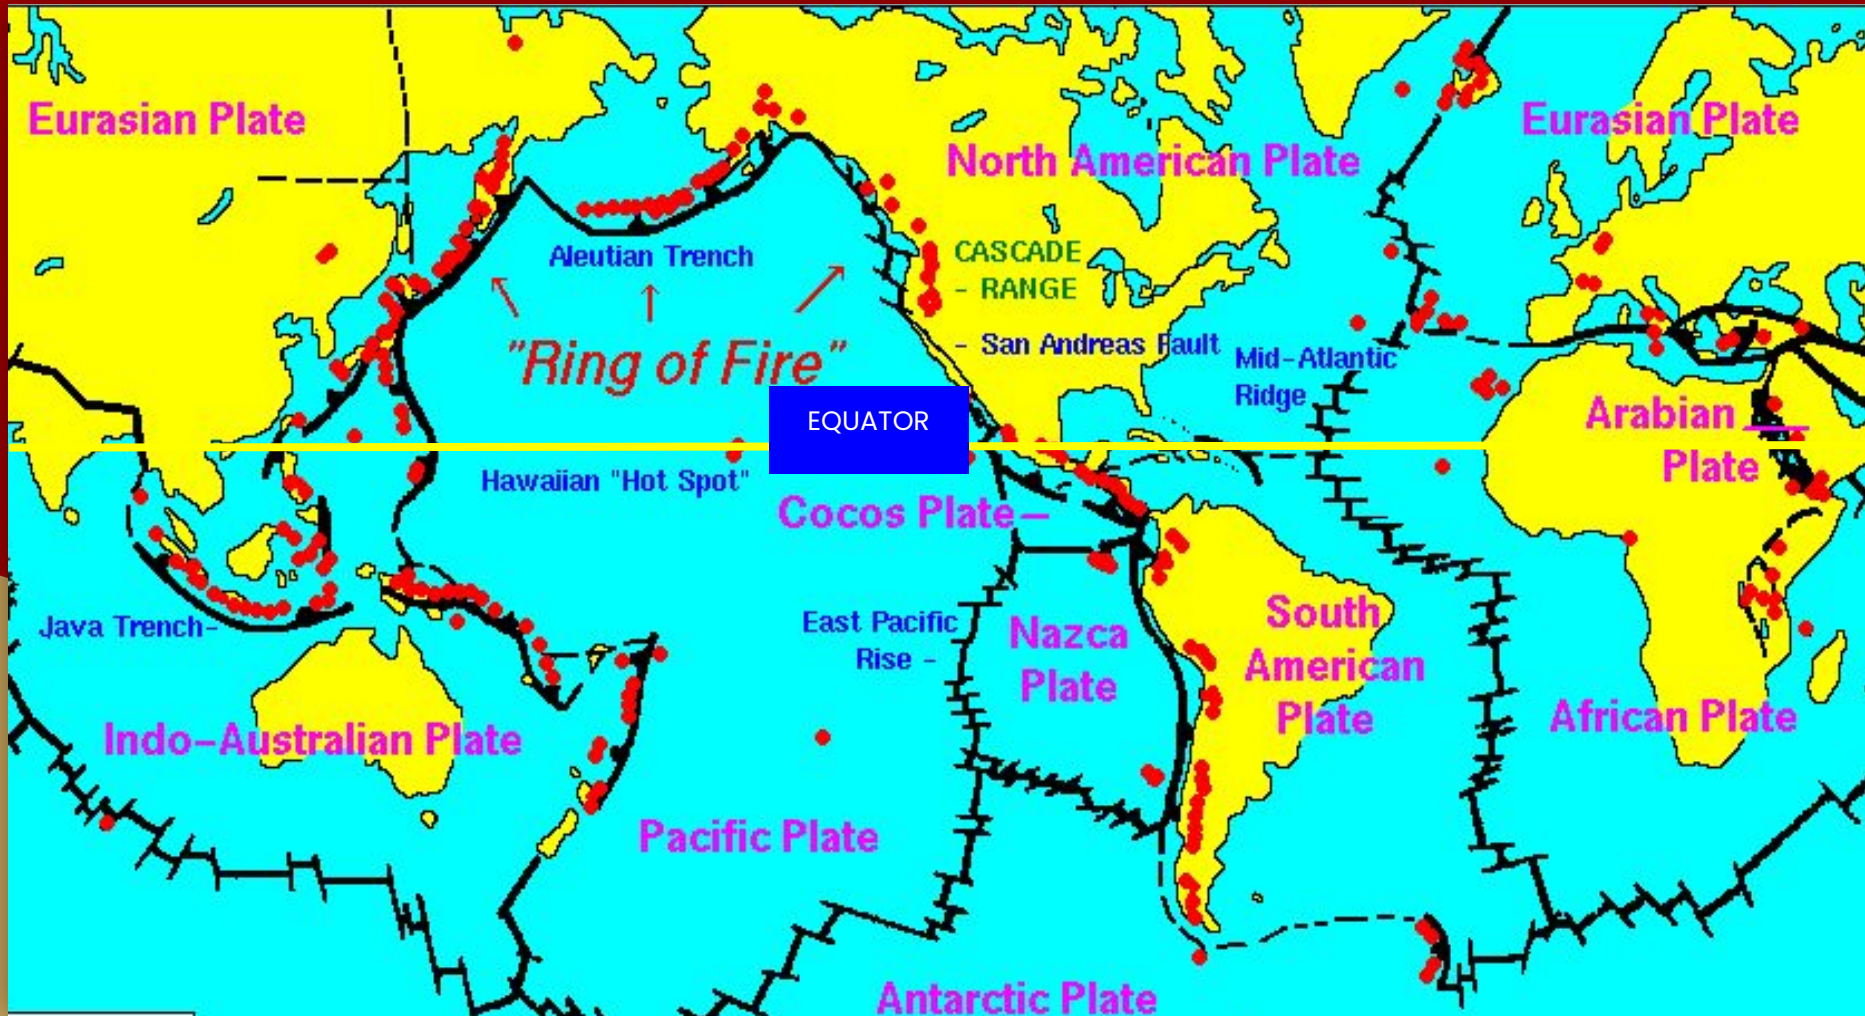 Eurasian Plate
Eurasian Plate
North American Plate
Aleutian Trench
CASCADE
- RANGE
"Ring of Fire"
- San Andreas Fault
Mid-Atlantic
Ridge
EQUATOR
Arabian
Plate
Hawaiian "Hot Spot"
Cocos Plate-
Java Trench-
East Pacific
Rise -
Nazca
Plate
South
American
Plate
Indo-Australian Plate
African Plate
Pacific Plate
Antarctic Plate